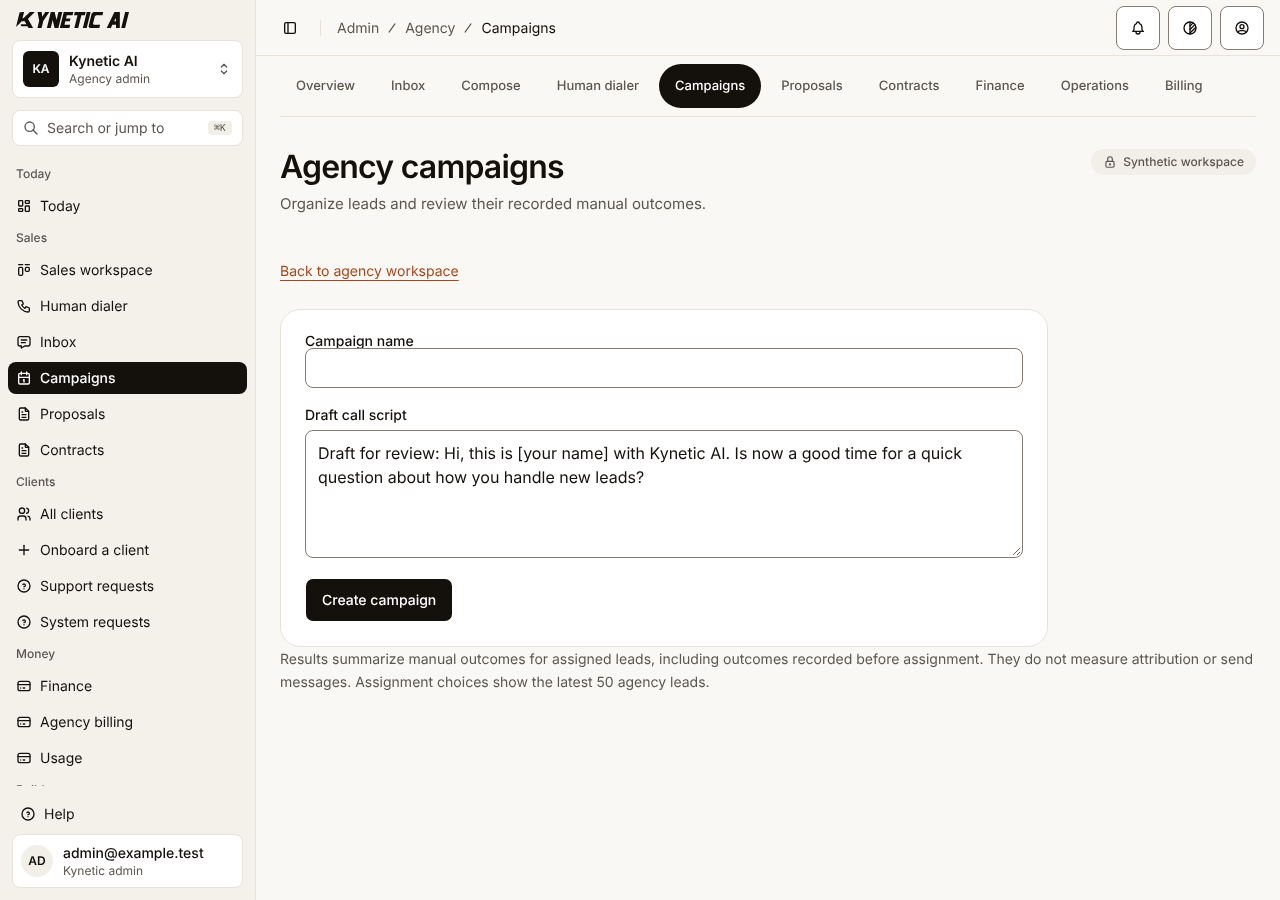 KYNETIC AI
KA
Kynetic AI
Agency admin
Search or jump to
⌘K
Today
Today
Sales
Sales workspace
Human dialer
Inbox
Campaigns
Proposals
Contracts
Clients
All clients
Onboard a client
Support requests
System requests
Money
Finance
Agency billing
Usage
Help
AD
admin@example.test
Kynetic admin
Admin / Agency / Campaigns
Overview Inbox Compose Human dialer Campaigns Proposals Contracts Finance Operations Billing
Agency campaigns
Synthetic workspace
Organize leads and review their recorded manual outcomes.
Back to agency workspace
Campaign name
Draft call script
Draft for review: Hi, this is [your name] with Kynetic AI. Is now a good time for a quick
question about how you handle new leads?
Create campaign
Results summarize manual outcomes for assigned leads, including outcomes recorded before assignment. They do not measure attribution or send
messages. Assignment choices show the latest 50 agency leads.